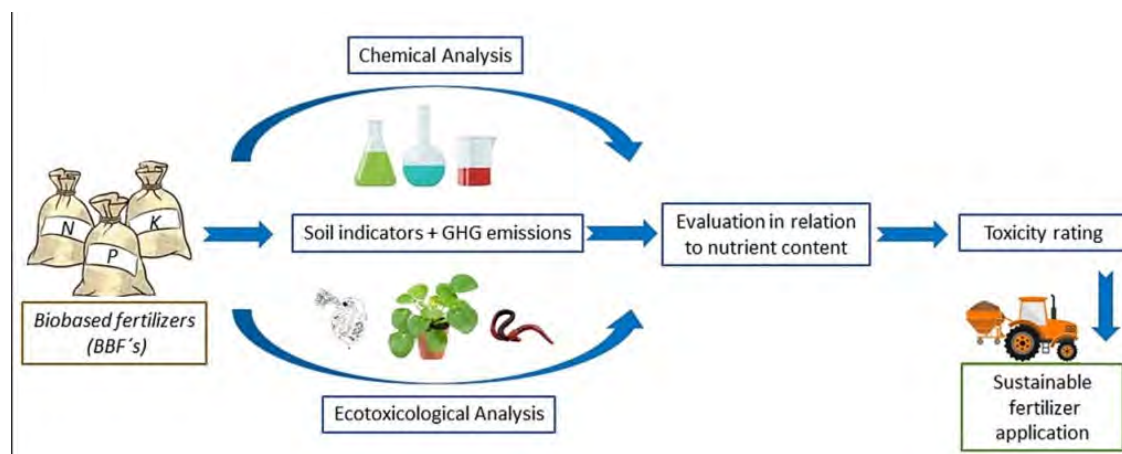 Chemical Analysis
N
K
P
Soil indicators + GHG emissions
Evaluation in relation
to nutrient content
Toxicity rating
Biobased fertilizers
(BBF´s)
Ecotoxicological Analysis
Sustainable
fertilizer
application